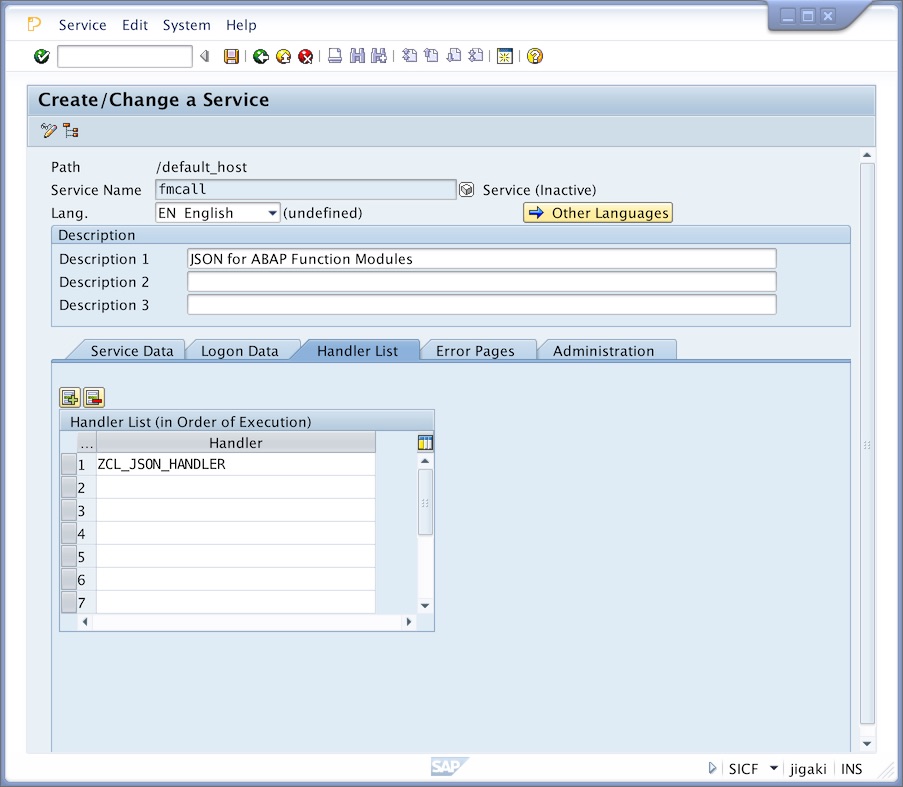 Service Edit System Help
Create/Change a Service
Path /default_host
Service Name fmcall Service (Inactive)
Lang. EN English (undefined) Other Languages
Description
Description 1 JSON for ABAP Function Modules
Description 2
Description 3
Service Data Logon Data Handler List Error Pages Administration
Handler List (in Order of Execution)
... Handler
1 ZCL_JSON_HANDLER
2
3
4
5
6
7
SAP SICF jigaki INS